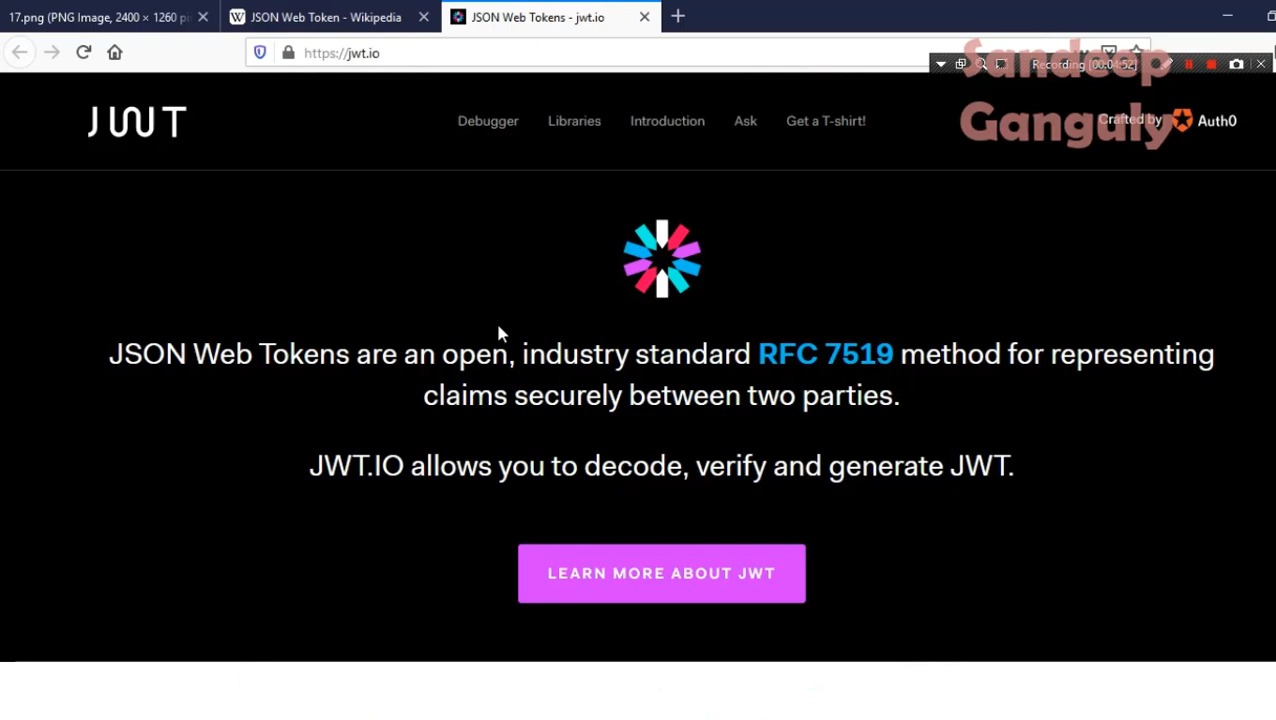 17.png (PNG Image, 2400 × 1260 pi
JSON Web Token - Wikipedia
JSON Web Tokens - jwt.io
https://jwt.io
Recording [00:04:52]
Sandeep
Ganguly
JWT
Debugger
Libraries
Introduction
Ask
Get a T-shirt!
Crafted by
Auth0
JSON Web Tokens are an open, industry standard RFC 7519 method for representing
claims securely between two parties.
JWT.IO allows you to decode, verify and generate JWT.
LEARN MORE ABOUT JWT